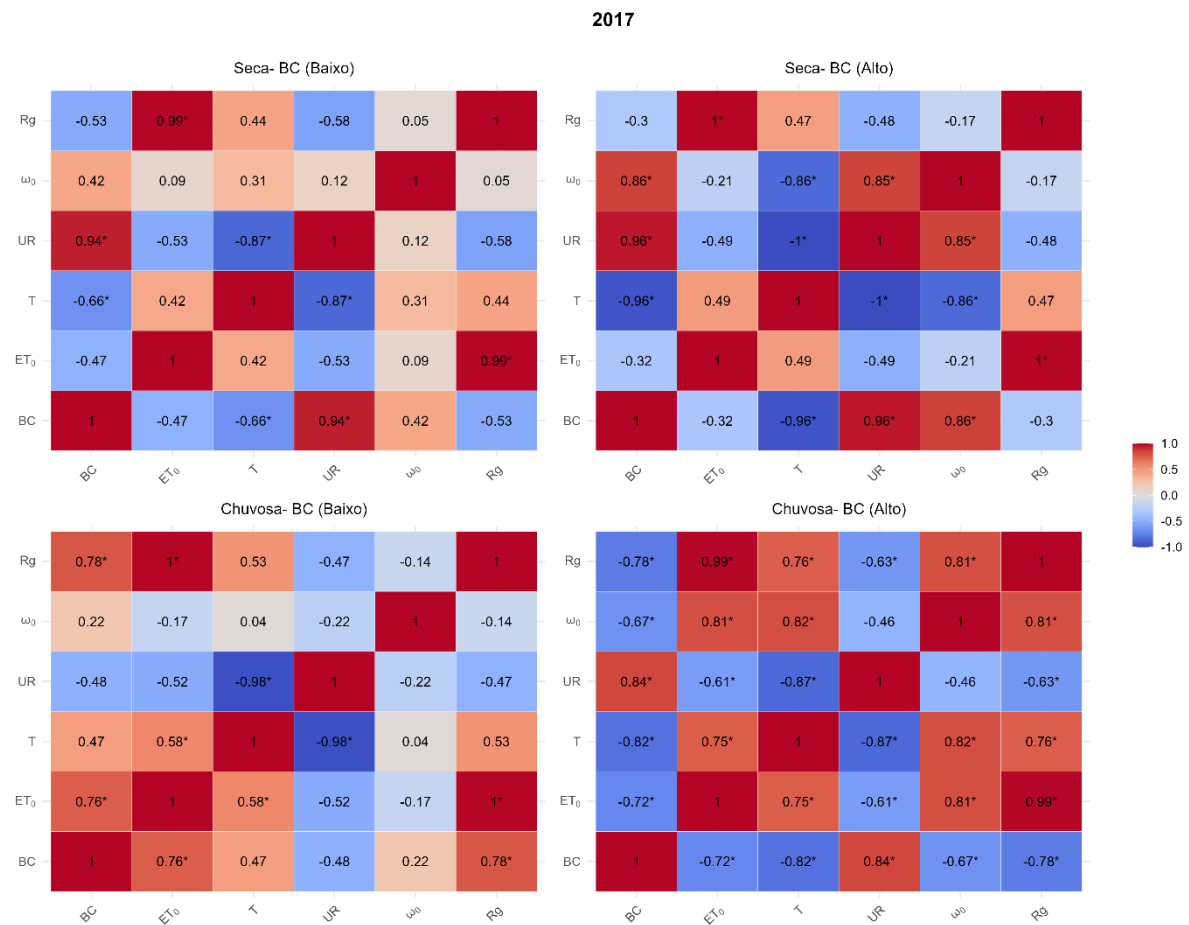 2017
Seca- BC (Baixo)
Rg -0.53 0.99* 0.44 -0.58 0.05 1
ω₀ 0.42 0.09 0.31 0.12 1 0.05
UR 0.94* -0.53 -0.87* 1 0.12 -0.58
T -0.66* 0.42 1 -0.87* 0.31 0.44
ET₀ -0.47 1 0.42 -0.53 0.09 0.99*
BC 1 -0.47 -0.66* 0.94* 0.42 -0.53
BC ET₀ T UR ω₀ Rg
Seca- BC (Alto)
Rg -0.3 1* 0.47 -0.48 -0.17 1
ω₀ 0.86* -0.21 -0.86* 0.85* 1 -0.17
UR 0.96* -0.49 -1* 1 0.85* -0.48
T -0.96* 0.49 1 -1* -0.86* 0.47
ET₀ -0.32 1 0.49 -0.49 -0.21 1*
BC 1 -0.32 -0.96* 0.96* 0.86* -0.3
BC ET₀ T UR ω₀ Rg
Chuvosa- BC (Baixo)
Rg 0.78* 1* 0.53 -0.47 -0.14 1
ω₀ 0.22 -0.17 0.04 -0.22 1 -0.14
UR -0.48 -0.52 -0.98* 1 -0.22 -0.47
T 0.47 0.58* 1 -0.98* 0.04 0.53
ET₀ 0.76* 1 0.58* -0.52 -0.17 1*
BC 1 0.76* 0.47 -0.48 0.22 0.78*
BC ET₀ T UR ω₀ Rg
Chuvosa- BC (Alto)
Rg -0.78* 0.99* 0.76* -0.63* 0.81* 1
ω₀ -0.67* 0.81* 0.82* -0.46 1 0.81*
UR 0.84* -0.61* -0.87* 1 -0.46 -0.63*
T -0.82* 0.75* 1 -0.87* 0.82* 0.76*
ET₀ -0.72* 1 0.75* -0.61* 0.81* 0.99*
BC 1 -0.72* -0.82* 0.84* -0.67* -0.78*
BC ET₀ T UR ω₀ Rg
1.0
0.5
0.0
-0.5
-1.0